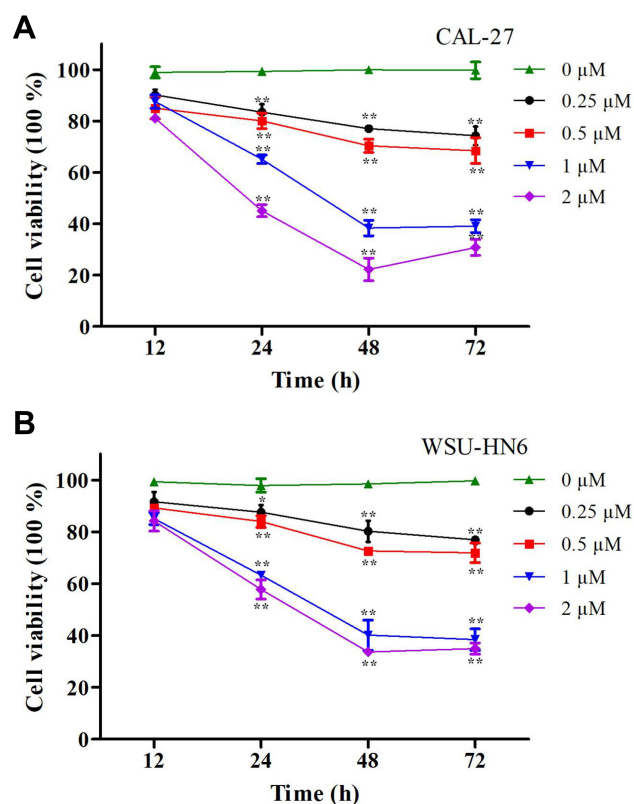 A
CAL-27
Cell viability (100 %)
100
80
60
40
20
0
12
24
48
72
Time (h)
0 µM
0.25 µM
0.5 µM
1 µM
2 µM
**
**
**
**
**
**
**
**
**
**
**
**
B
WSU-HN6
Cell viability (100 %)
100
80
60
40
20
0
12
24
48
72
Time (h)
0 µM
0.25 µM
0.5 µM
1 µM
2 µM
*
**
**
**
**
**
**
**
**
**
**
**